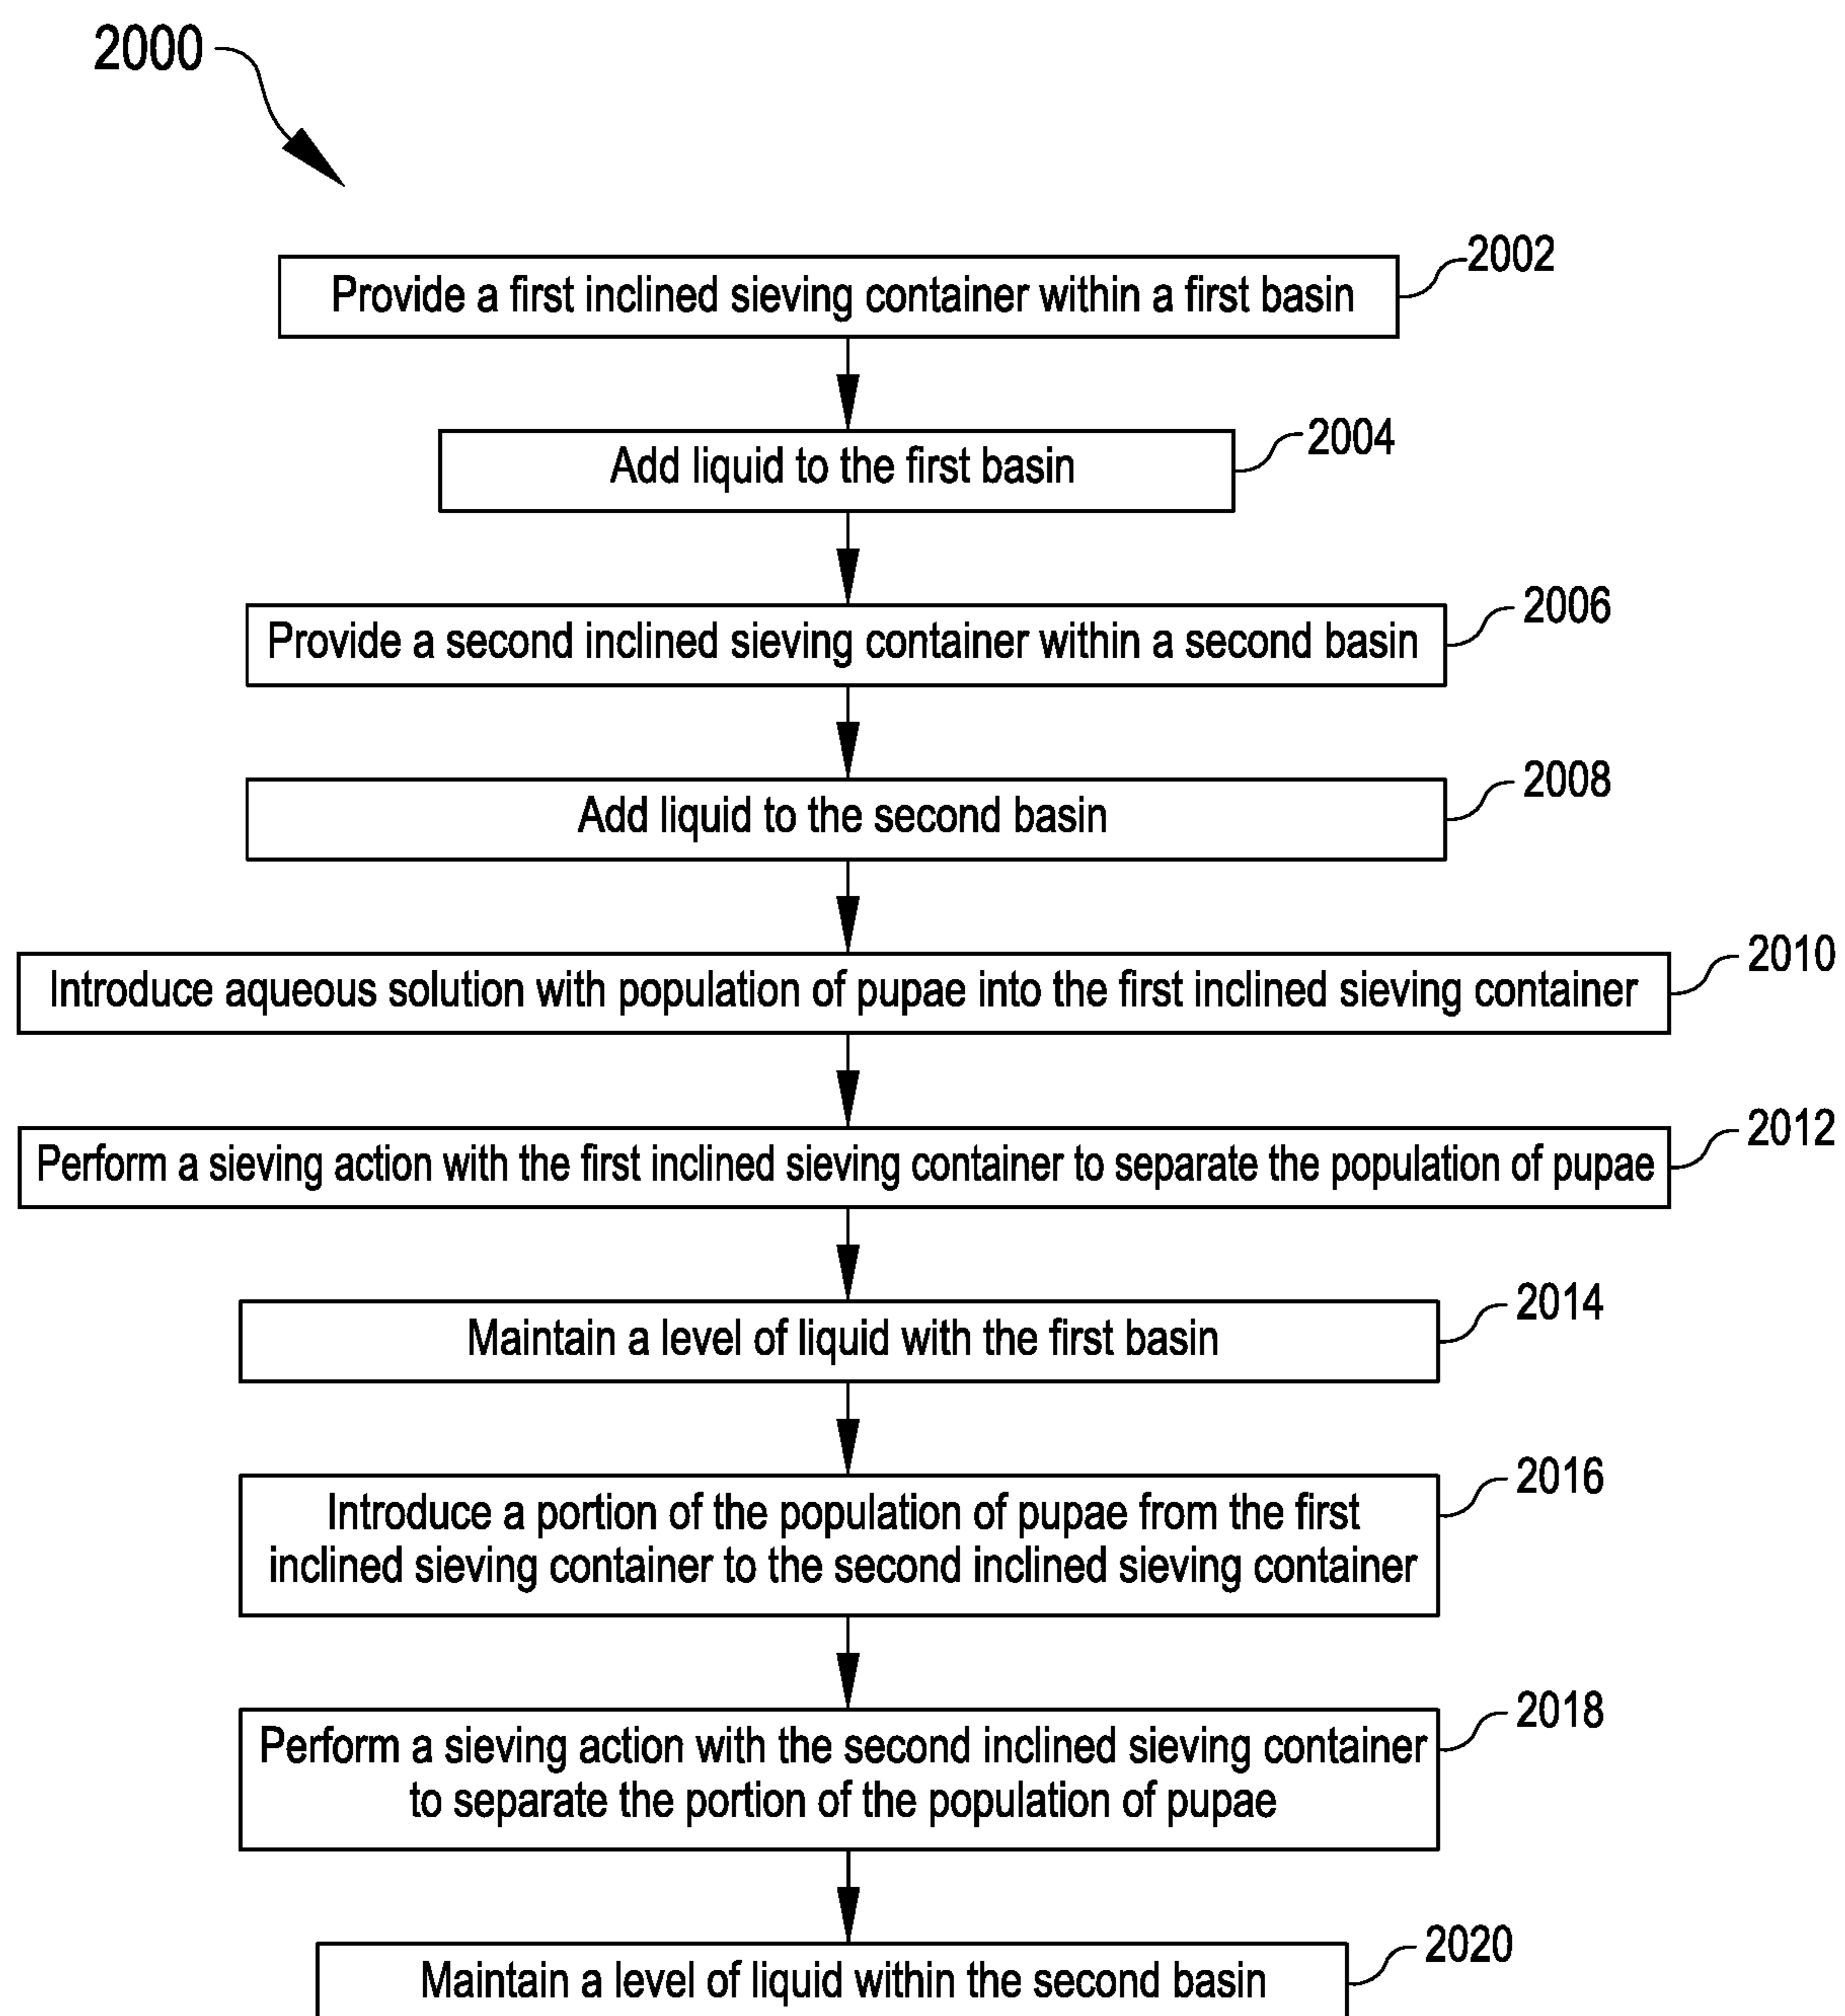 2000
2002
Provide a first inclined sieving container within a first basin
2004
Add liquid to the first basin
2006
Provide a second inclined sieving container within a second basin
2008
Add liquid to the second basin
2010
Introduce aqueous solution with population of pupae into the first inclined sieving container
2012
Perform a sieving action with the first inclined sieving container to separate the population of pupae
2014
Maintain a level of liquid with the first basin
2016
Introduce a portion of the population of pupae from the first
inclined sieving container to the second inclined sieving container
2018
Perform a sieving action with the second inclined sieving container
to separate the portion of the population of pupae
2020
Maintain a level of liquid within the second basin